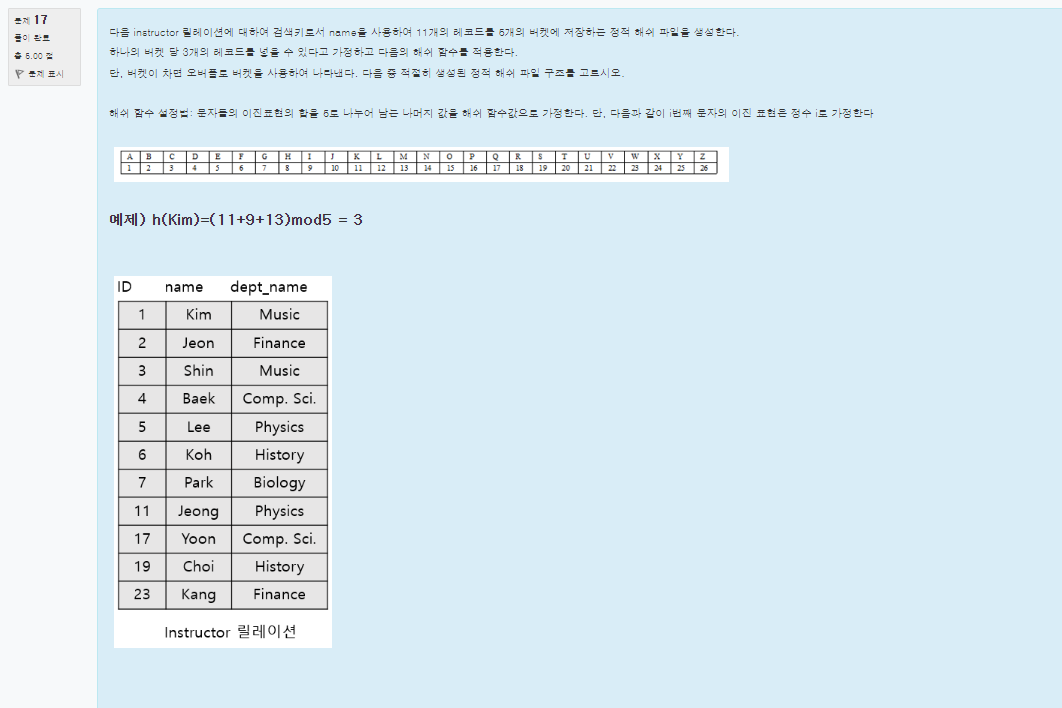 문제 17
풀이 완료
총 5.00 점
문제 표시
다음 instructor 릴레이션에 대하여 검색키로서 name을 사용하여 11개의 레코드를 5개의 버켓에 저장하는 정적 해쉬 파일을 생성한다.
하나의 버켓 당 3개의 레코드를 넣을 수 있다고 가정하고 다음의 해쉬 함수를 적용한다.
단, 버켓이 차면 오버플로 버켓을 사용하여 나타낸다. 다음 중 적절히 생성된 정적 해쉬 파일 구조를 고르시오.
해쉬 함수 설정법: 문자들의 이진표현의 합을 5로 나누어 남는 나머지 값을 해쉬 함수값으로 가정한다. 단, 다음과 같이 i번째 문자의 이진 표현은 정수 i로 가정한다
A B C D E F G H I J K L M N O P Q R S T U V W X Y Z
1 2 3 4 5 6 7 8 9 10 11 12 13 14 15 16 17 18 19 20 21 22 23 24 25 26
예제) h(Kim)=(11+9+13)mod5 = 3
ID name dept_name
1 Kim Music
2 Jeon Finance
3 Shin Music
4 Baek Comp. Sci.
5 Lee Physics
6 Koh History
7 Park Biology
11 Jeong Physics
17 Yoon Comp. Sci.
19 Choi History
23 Kang Finance
Instructor 릴레이션